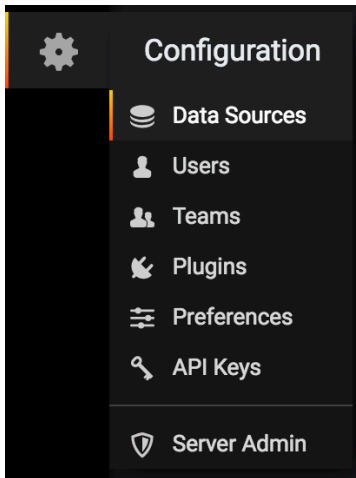 Configuration
Data Sources
Users
Teams
Plugins
Preferences
API Keys
Server Admin